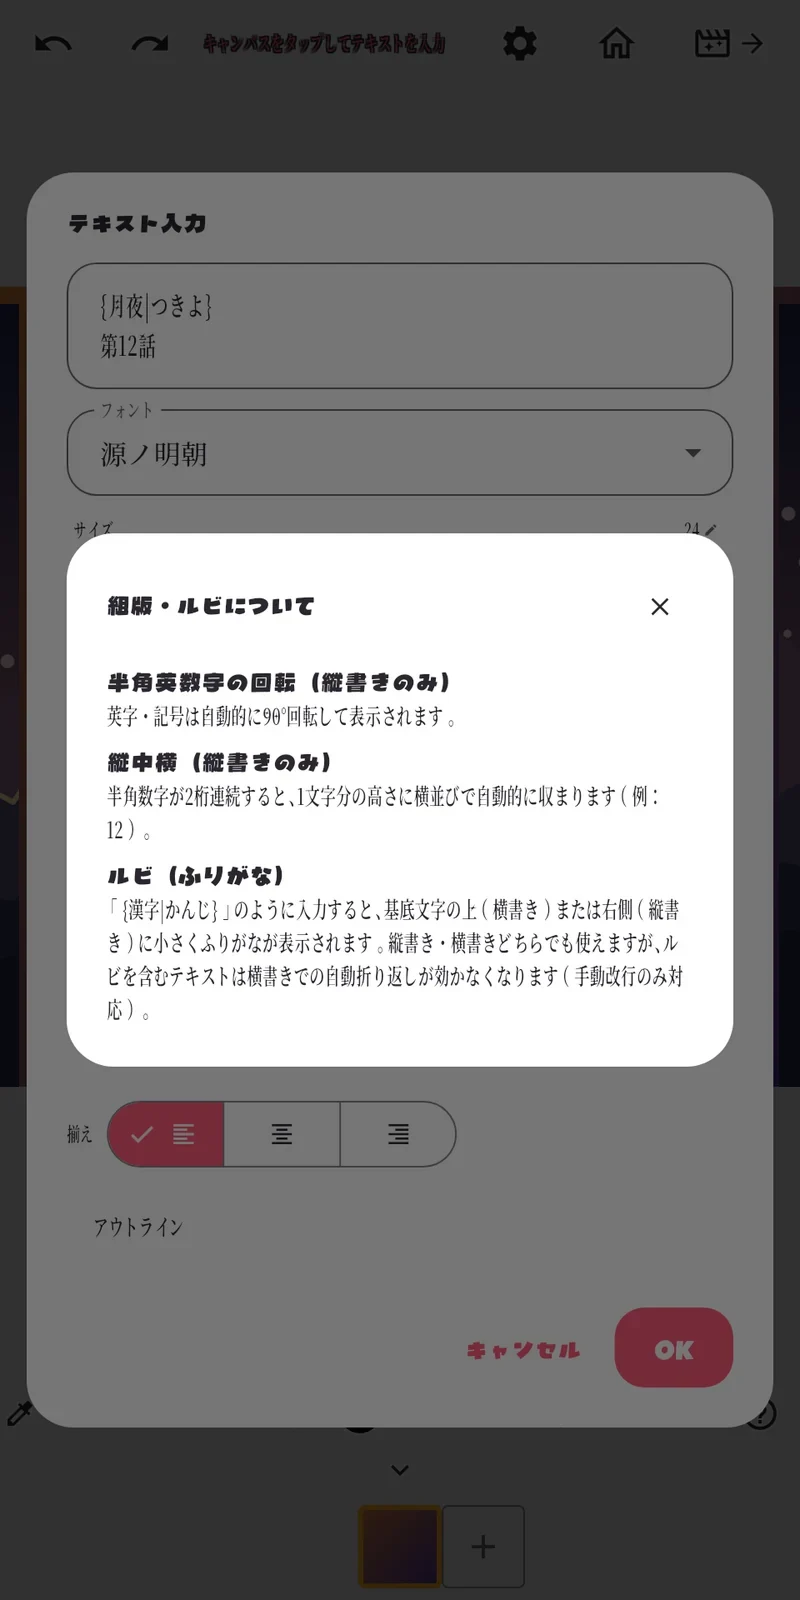 キャンバスをタップしてテキストを入力
テキスト入力
{月夜|つきよ}
第12話
フォント
源ノ明朝
サイズ
24
組版・ルビについて
半角英数字の回転（縦書きのみ）
英字・記号は自動的に90°回転して表示されます。
縦中横（縦書きのみ）
半角数字が2桁連続すると、1文字分の高さに横並びで自動的に収まります（例：
12）。
ルビ（ふりがな）
「{漢字|かんじ}」のように入力すると、基底文字の上（横書き）または右側（縦書
き）に小さくふりがなが表示されます。縦書き・横書きどちらでも使えますが、ル
ビを含むテキストは横書きでの自動折り返しが効かなくなります（手動改行のみ対
応）。
揃え
アウトライン
キャンセル
OK